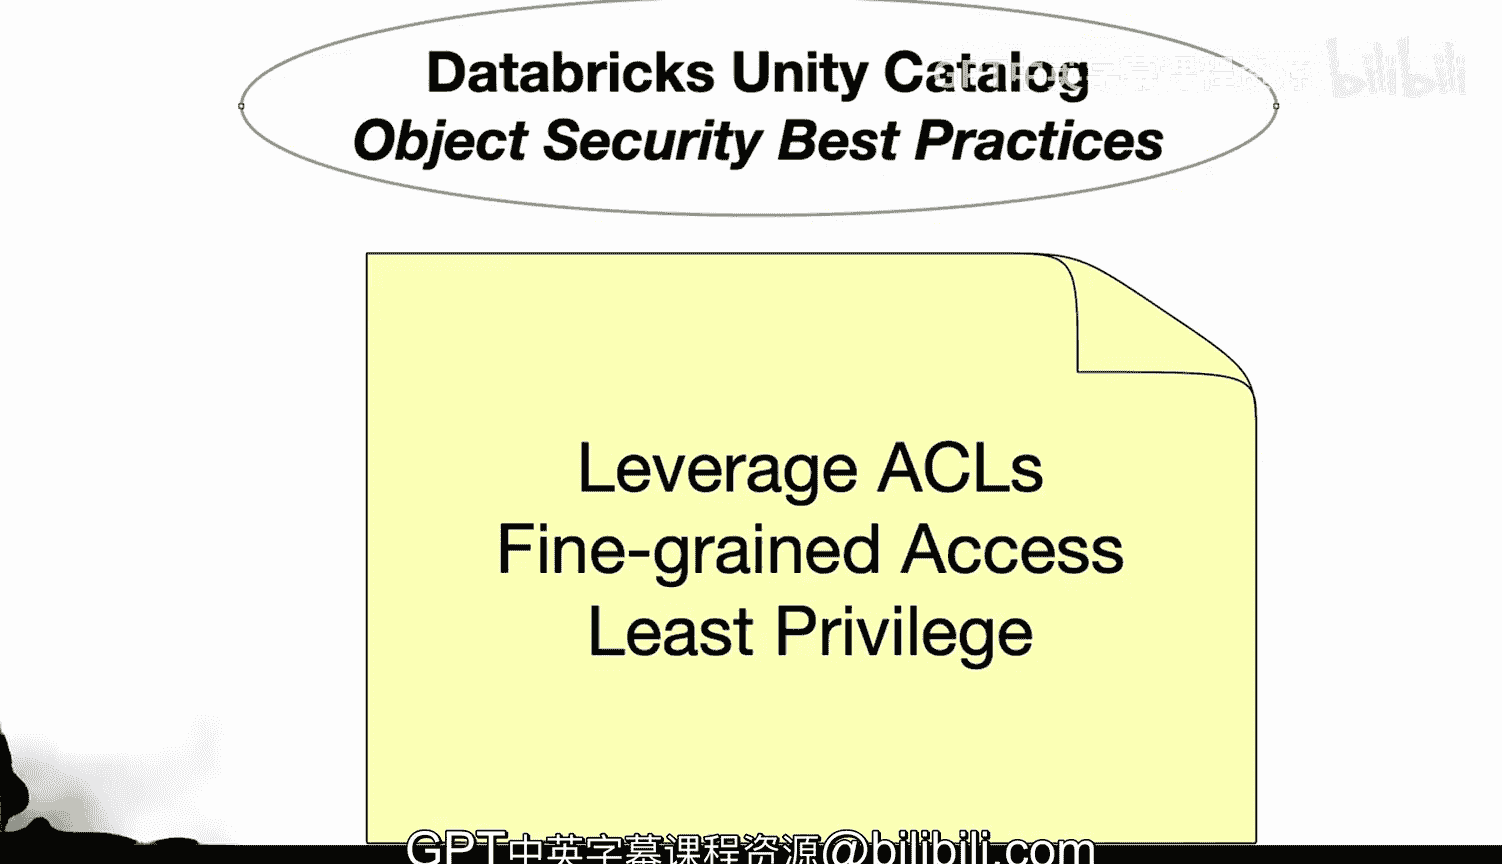 Databricks Unity Catalog
Object Security Best Practices
bilibili
Leverage ACLs
Fine-grained Access
Least Privilege
GPT中英字幕课程资源@bilibili.com